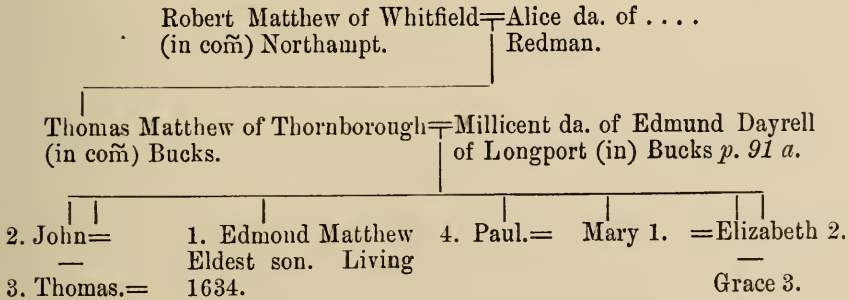 Robert Matthew of Whitfield=Alice da. of ....
(in com̃) Northampt. Redman.
Thomas Matthew of Thornborough=Millicent da. of Edmund Dayrell
(in com̃) Bucks. of Longport (in) Bucks p. 91 a.
2. John= 1. Edmond Matthew 4. Paul.= Mary 1. =Elizabeth 2.
— Eldest son. Living —
3. Thomas.= 1634. Grace 3.